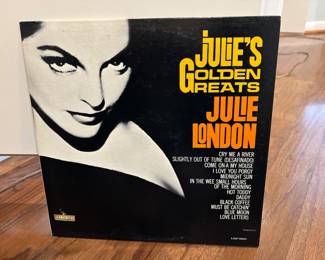 JULIE'S
GOLDEN
GREATS
JULIE
LONDON
CRY ME A RIVER
SLIGHTLY OUT OF TUNE (DESAFINADO)
COME ON-A MY HOUSE
I LOVE YOU PORGY
MIDNIGHT SUN
IN THE WEE SMALL HOURS
OF THE MORNING
HOT TODDY
DADDY
BLACK COFFEE
MUST BE CATCHIN'
BLUE MOON
LOVE LETTERS
LIBERTY